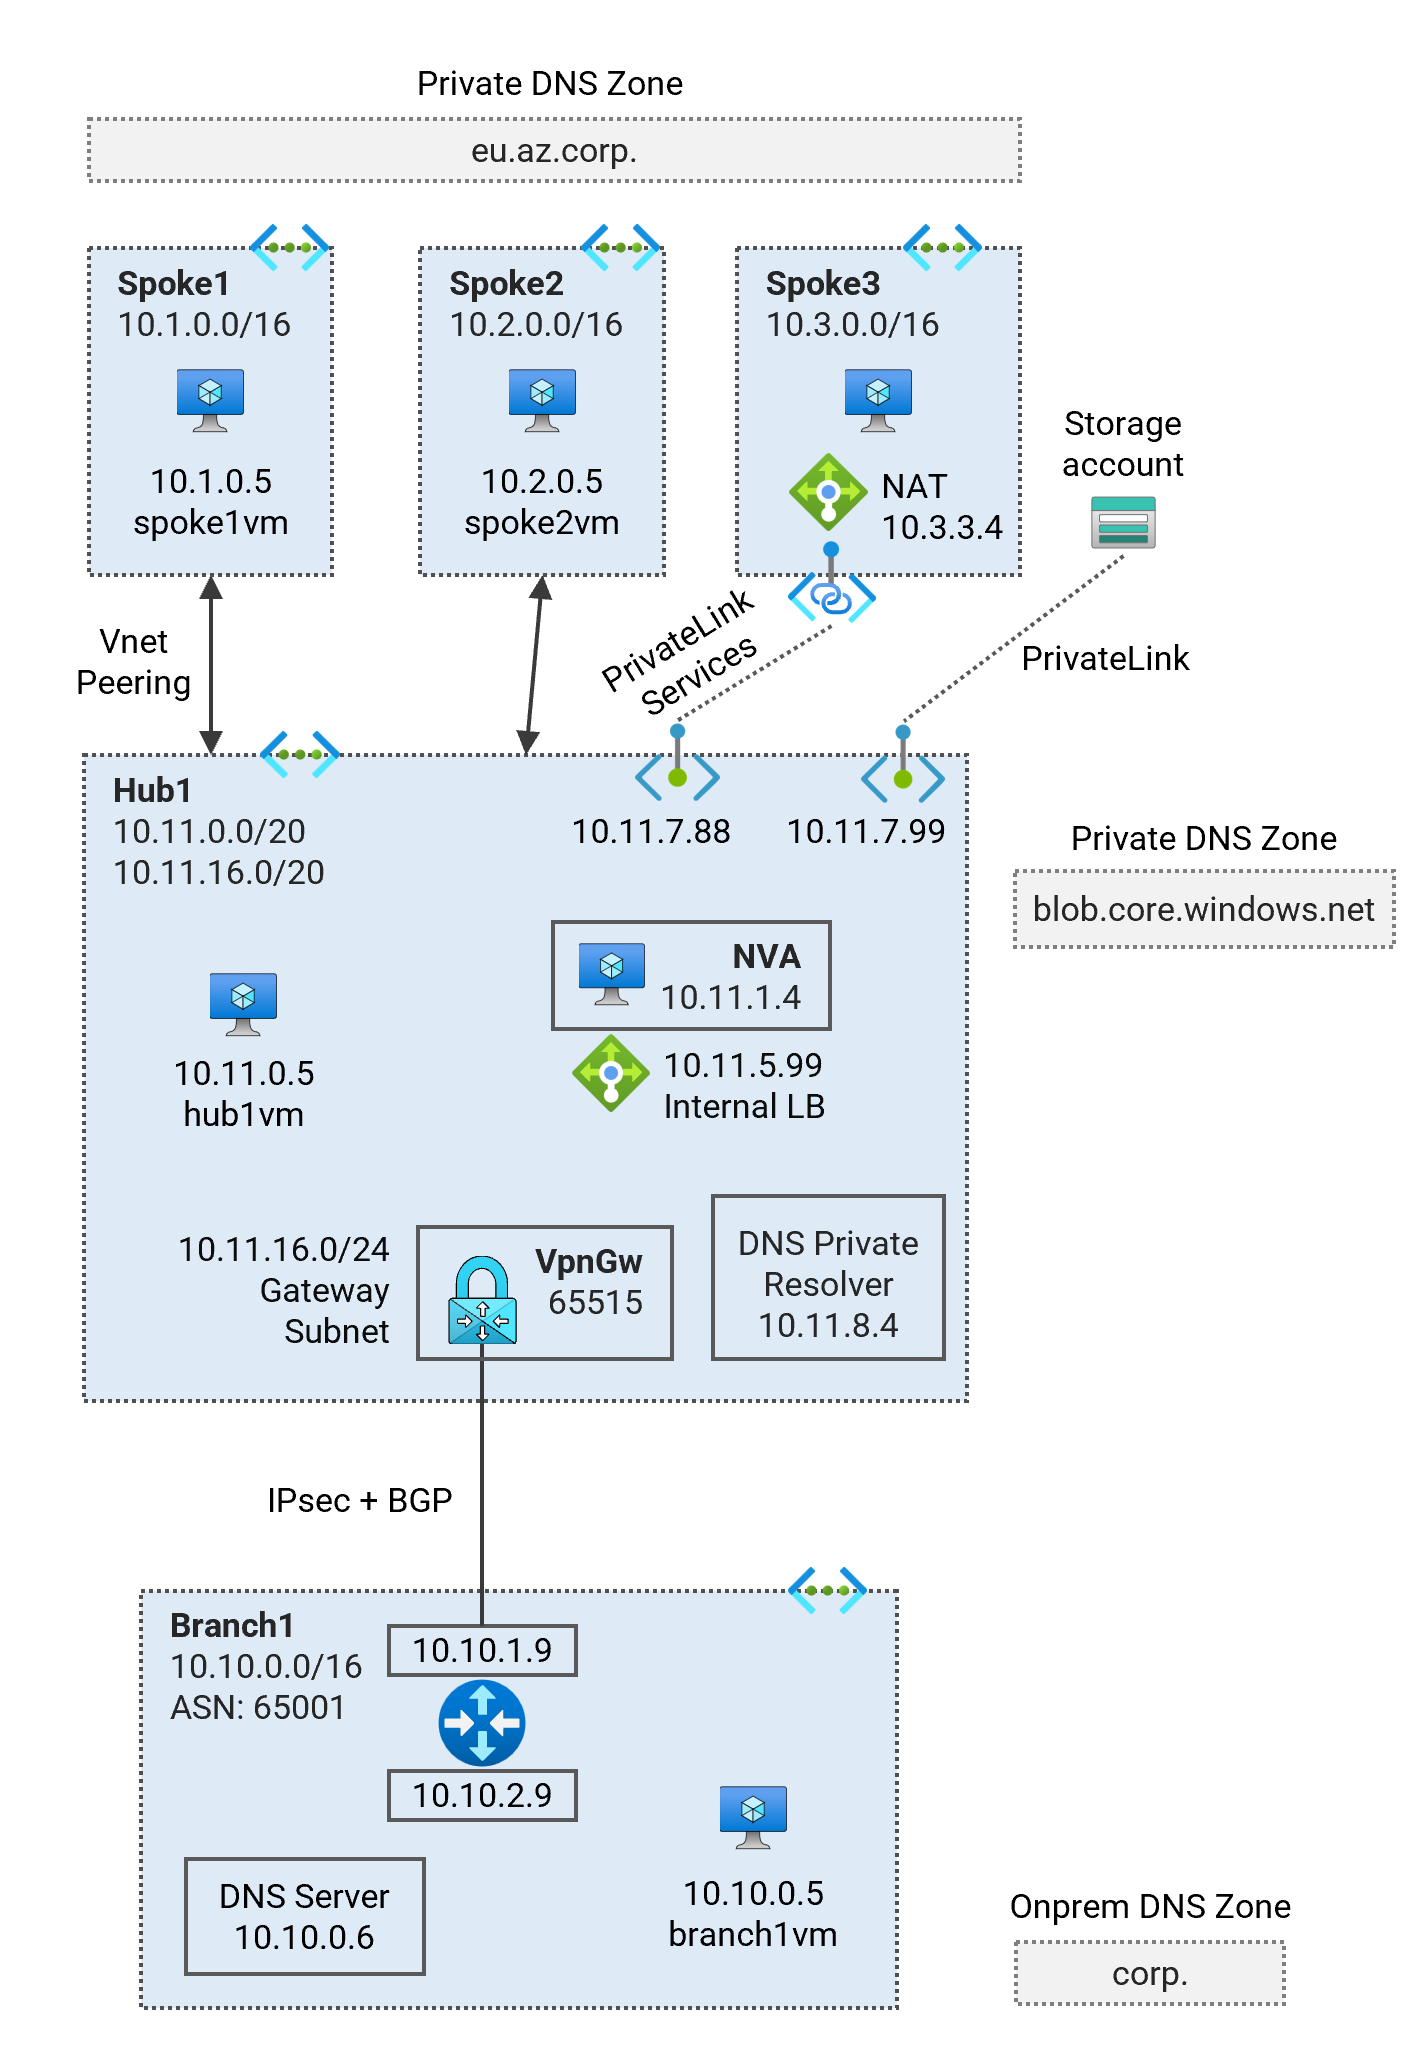 Private DNS Zone
eu.az.corp.
Spoke1
10.1.0.0/16
10.1.0.5
spoke1vm
Spoke2
10.2.0.0/16
10.2.0.5
spoke2vm
Spoke3
10.3.0.0/16
NAT
10.3.3.4
Storage
account
Vnet
Peering
PrivateLink
Services
PrivateLink
Hub1
10.11.0.0/20
10.11.16.0/20
10.11.7.88
10.11.7.99
Private DNS Zone
blob.core.windows.net
NVA
10.11.1.4
10.11.5.99
Internal LB
10.11.0.5
hub1vm
10.11.16.0/24
Gateway
Subnet
VpnGw
65515
DNS Private
Resolver
10.11.8.4
IPsec + BGP
Branch1
10.10.0.0/16
ASN: 65001
10.10.1.9
10.10.2.9
DNS Server
10.10.0.6
10.10.0.5
branch1vm
Onprem DNS Zone
corp.